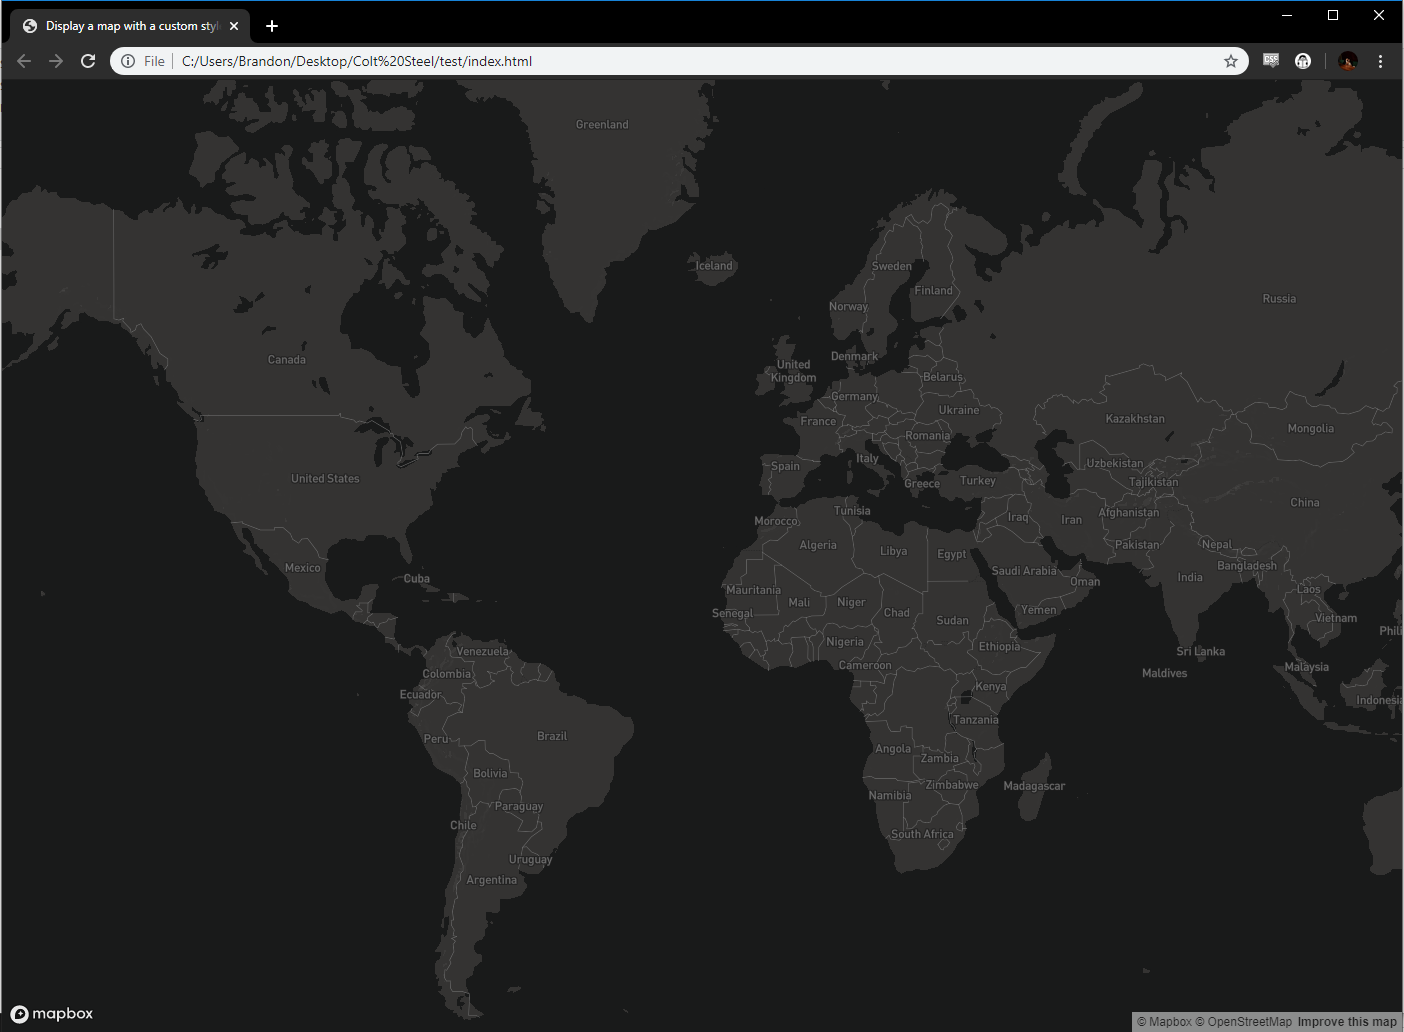 Display a map with a custom styl
File
C:/Users/Brandon/Desktop/Colt%20Steel/test/index.html
CSS
Greenland
Iceland
Sweden
Finland
Norway
Russia
Canada
United
Kingdom
Denmark
Belarus
Germany
Ukraine
France
Romania
Kazakhstan
Mongolia
Italy
Spain
Greece
Turkey
Uzbekistan
Tajikistan
United States
Morocco
Tunisia
Iraq
Iran
Afghanistan
China
Algeria
Libya
Egypt
Pakistan
Nepal
Bangladesh
Mexico
Cuba
Saudi Arabia
Oman
India
Mauritania
Mali
Niger
Laos
Senegal
Chad
Sudan
Yemen
Vietnam
Phili
Nigeria
Ethiopia
Venezuela
Sri Lanka
Cameroon
Malaysia
Colombia
Maldives
Ecuador
Kenya
Indonesia
Tanzania
Peru
Brazil
Angola
Zambia
Bolivia
Zimbabwe
Madagascar
Namibia
Paraguay
Chile
South Africa
Uruguay
Argentina
mapbox
© Mapbox © OpenStreetMap Improve this map